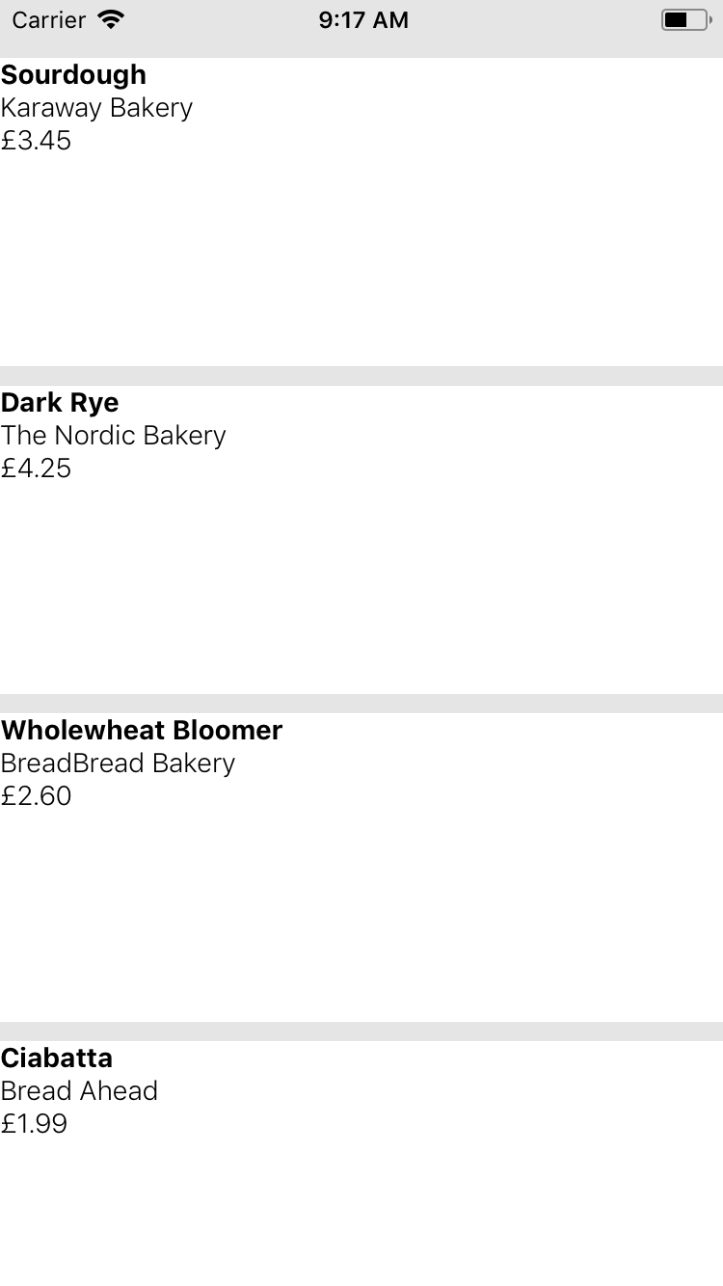 Carrier 9:17 AM
Sourdough
Karaway Bakery
£3.45
Dark Rye
The Nordic Bakery
£4.25
Wholewheat Bloomer
BreadBread Bakery
£2.60
Ciabatta
Bread Ahead
£1.99